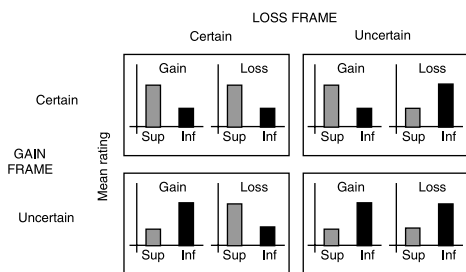 LOSS FRAME
Certain Uncertain
Gain Loss Gain Loss
Certain
Sup Inf Sup Inf Sup Inf Sup Inf
GAIN
FRAME
Mean rating
Gain Loss Gain Loss
Uncertain
Sup Inf Sup Inf Sup Inf Sup Inf